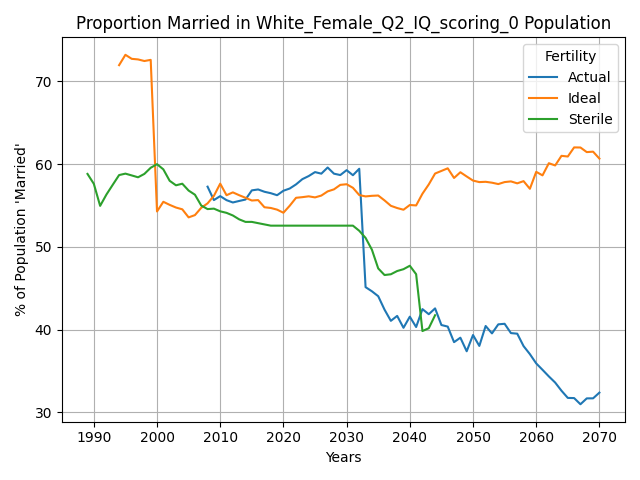 Proportion Married in White_Female_Q2_IQ_scoring_0 Population
Fertility
Actual
Ideal
Sterile
% of Population 'Married'
70
60
50
40
30
1990 2000 2010 2020 2030 2040 2050 2060 2070
Years